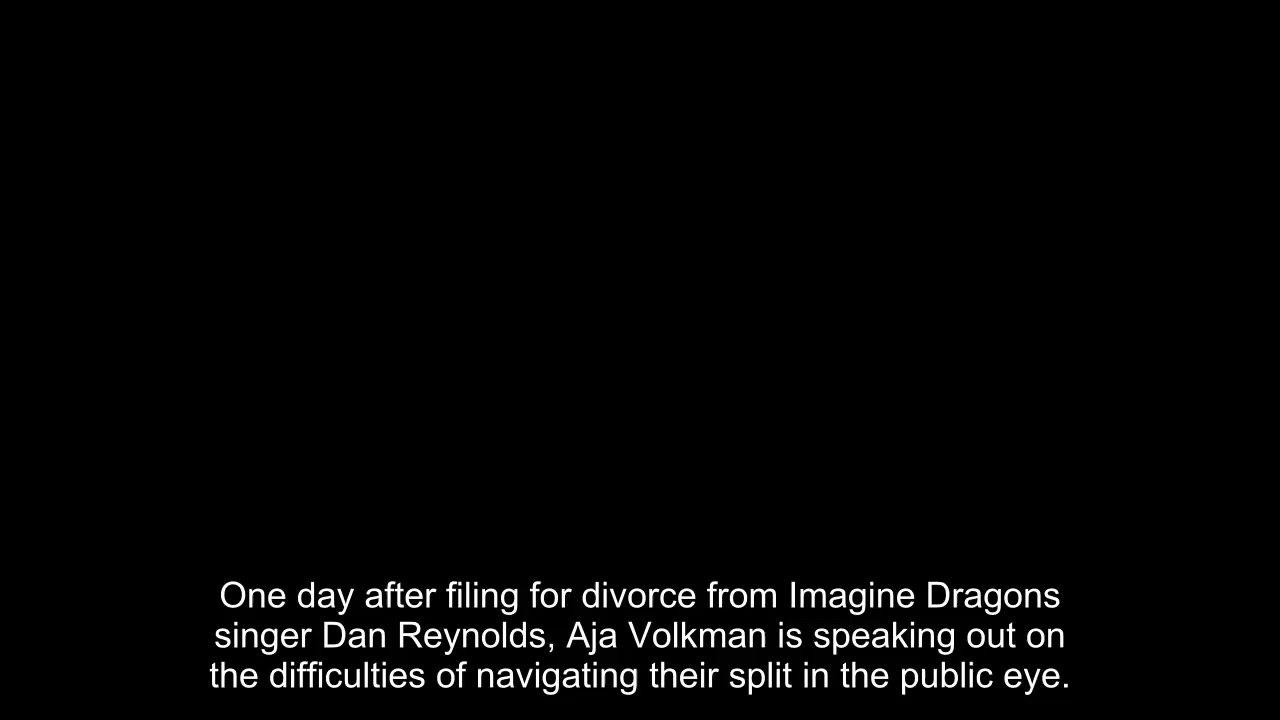 One day after filing for divorce from Imagine Dragons
singer Dan Reynolds, Aja Volkman is speaking out on
the difficulties of navigating their split in the public eye.